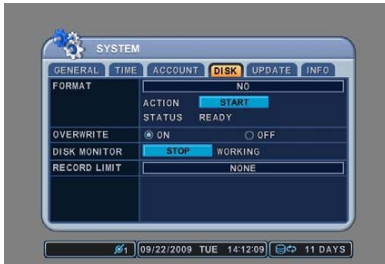 SYSTEM
GENERAL TIME ACCOUNT DISK UPDATE INFO
FORMAT NO
ACTION START
STATUS READY
OVERWRITE ON OFF
DISK MONITOR STOP WORKING
RECORD LIMIT NONE
1 09/22/2009 TUE 14:12:09 11 DAYS